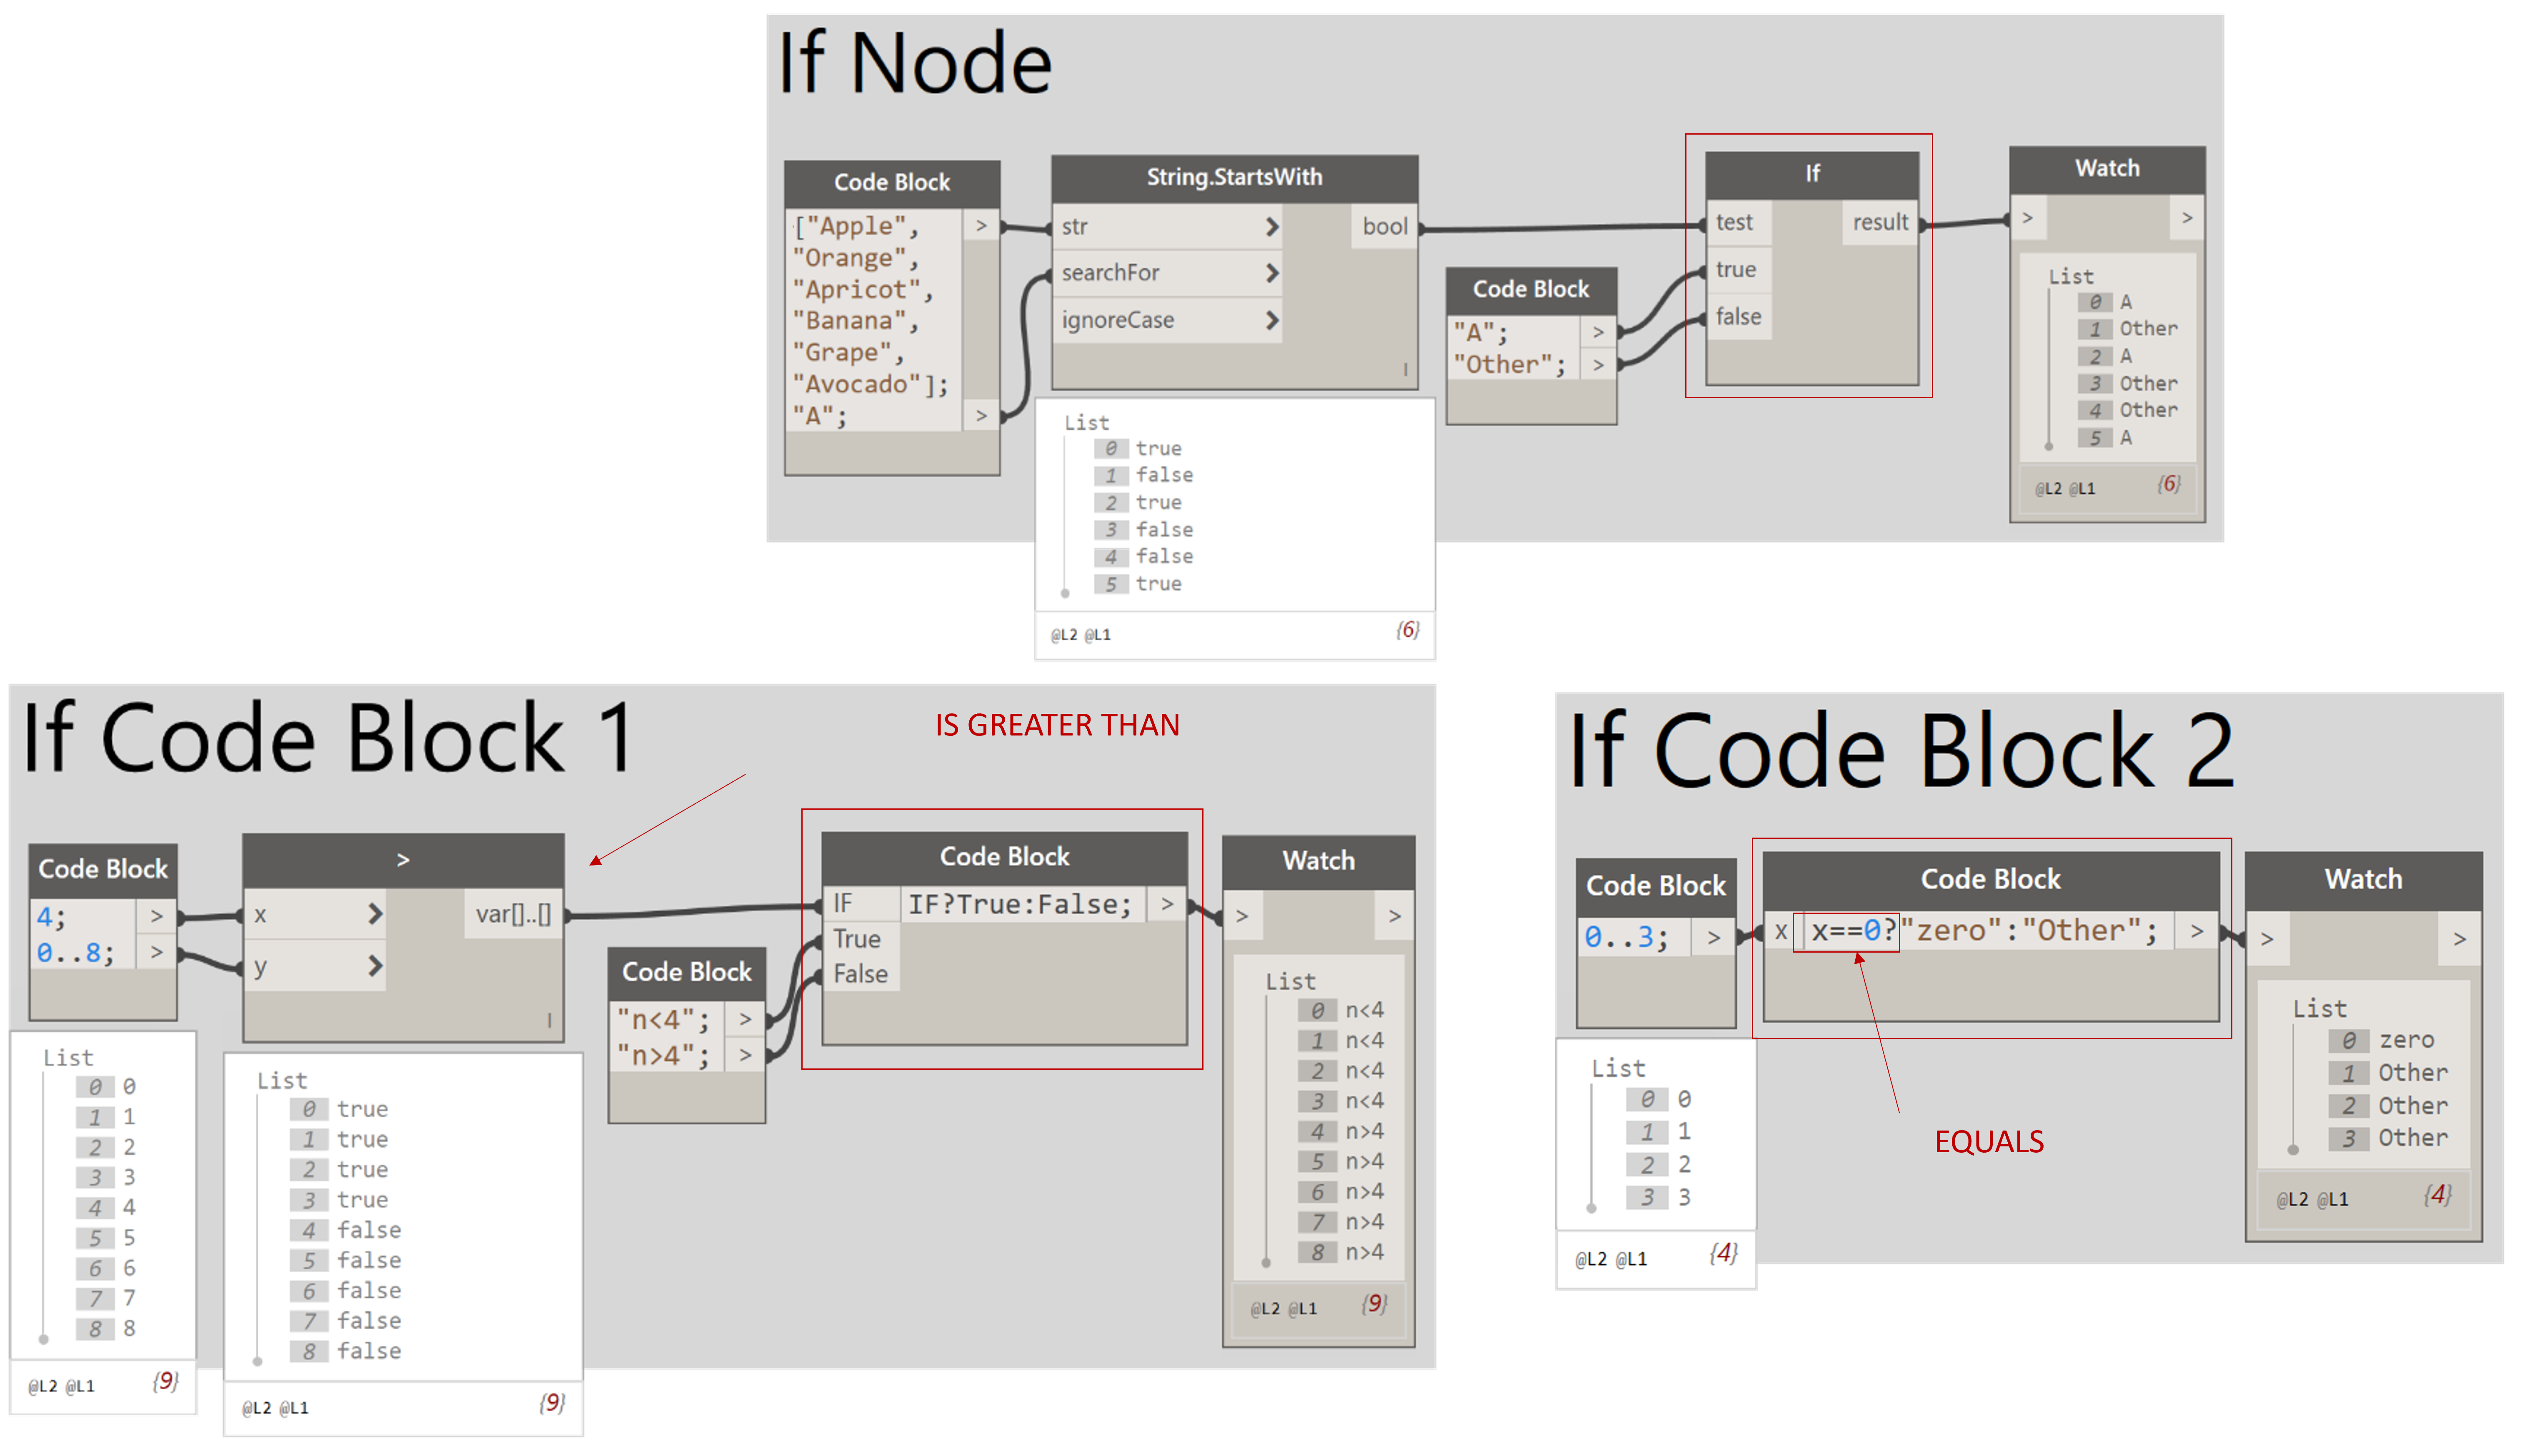 If Node
Code Block
["Apple",
"Orange",
"Apricot",
"Banana",
"Grape",
"Avocado"];
"A";
>
>
String.StartsWith
str >
searchFor >
ignoreCase >
bool
l
List
0 true
1 false
2 true
3 false
4 false
5 true
@L2 @L1 {6}
Code Block
"A"; >
"Other"; >
If
test
true
false
result
Watch
> >
List
0 A
1 Other
2 A
3 Other
4 Other
5 A
@L2 @L1 {6}
If Code Block 1
IS GREATER THAN
Code Block
4; >
0..8; >
List
0 0
1 1
2 2
3 3
4 4
5 5
6 6
7 7
8 8
@L2 @L1 {9}
>
x >
y >
var[]..[]
l
List
0 true
1 true
2 true
3 true
4 false
5 false
6 false
7 false
8 false
@L2 @L1 {9}
Code Block
"n<4"; >
"n>4"; >
Code Block
IF IF?True:False; >
True
False
Watch
> >
List
0 n<4
1 n<4
2 n<4
3 n<4
4 n>4
5 n>4
6 n>4
7 n>4
8 n>4
@L2 @L1 {9}
If Code Block 2
Code Block
0..3; >
List
0 0
1 1
2 2
3 3
@L2 @L1 {4}
Code Block
x x==0?"zero":"Other"; >
EQUALS
Watch
> >
List
0 zero
1 Other
2 Other
3 Other
@L2 @L1 {4}